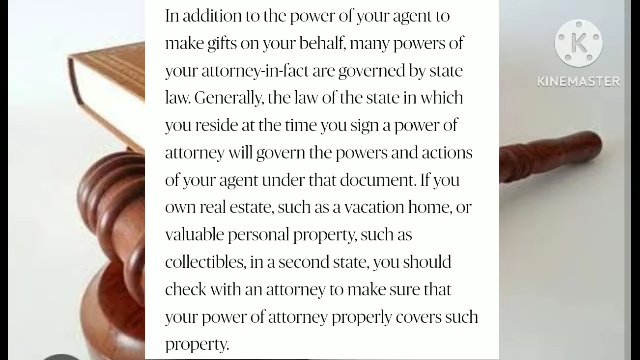 In addition to the power of your agent to
make gifts on your behalf, many powers of
your attorney-in-fact are governed by state
law. Generally, the law of the state in which
you reside at the time you sign a power of
attorney will govern the powers and actions
of your agent under that document. If you
own real estate, such as a vacation home, or
valuable personal property, such as
collectibles, in a second state, you should
check with an attorney to make sure that
your power of attorney properly covers such
property.
K
KINEMASTER